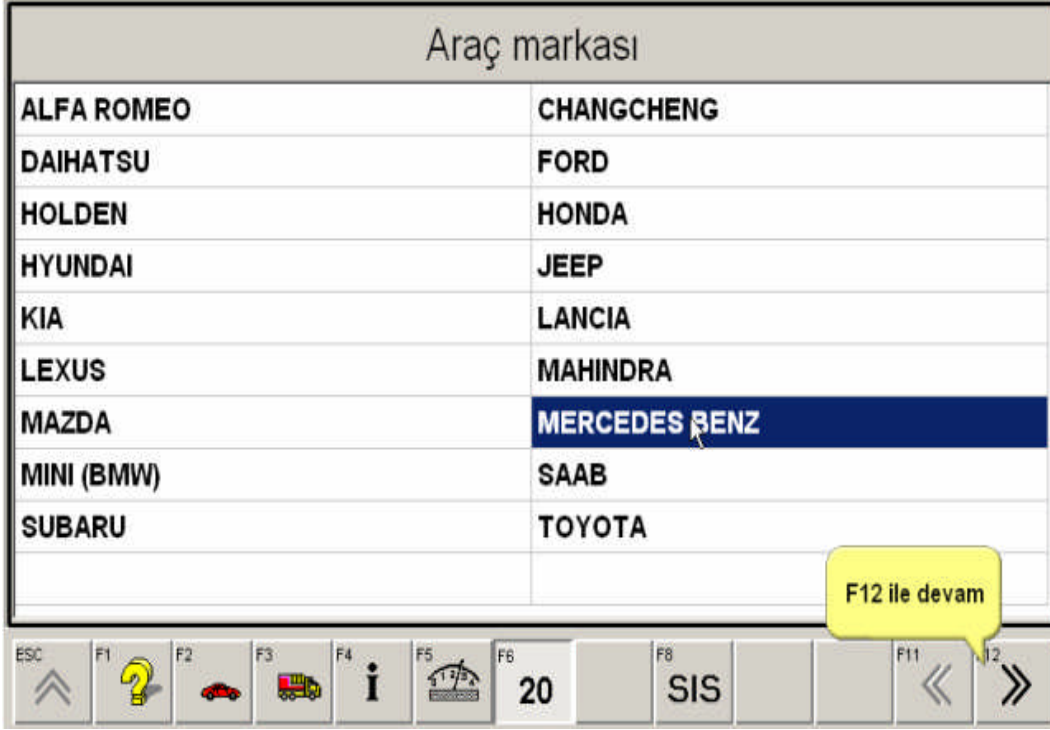 Araç markası
ALFA ROMEO CHANGCHENG
DAIHATSU FORD
HOLDEN HONDA
HYUNDAI JEEP
KIA LANCIA
LEXUS MAHINDRA
MAZDA MERCEDES BENZ
MINI (BMW) SAAB
SUBARU TOYOTA
F12 ile devam
ESC F1 F2 F3 F4 F5 F6 F8 F11 12
i 20 SIS